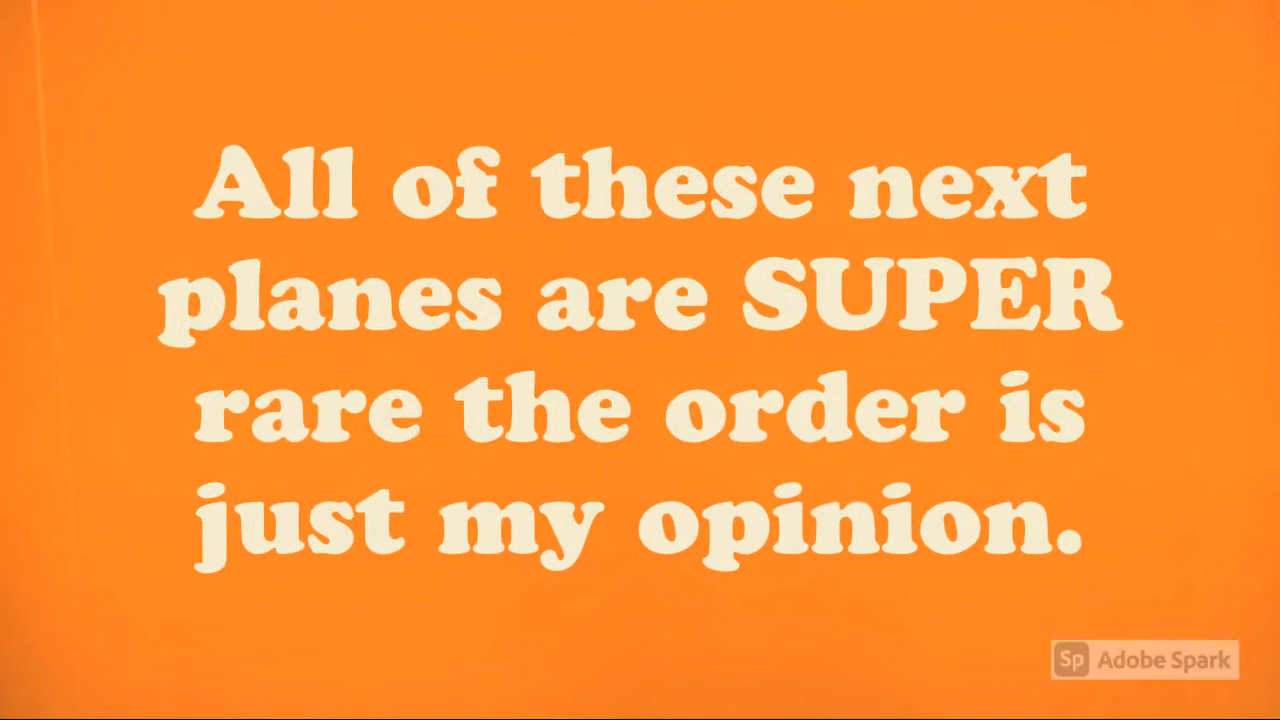 All of these next
planes are SUPER
rare the order is
just my opinion.
Sp Adobe Spark